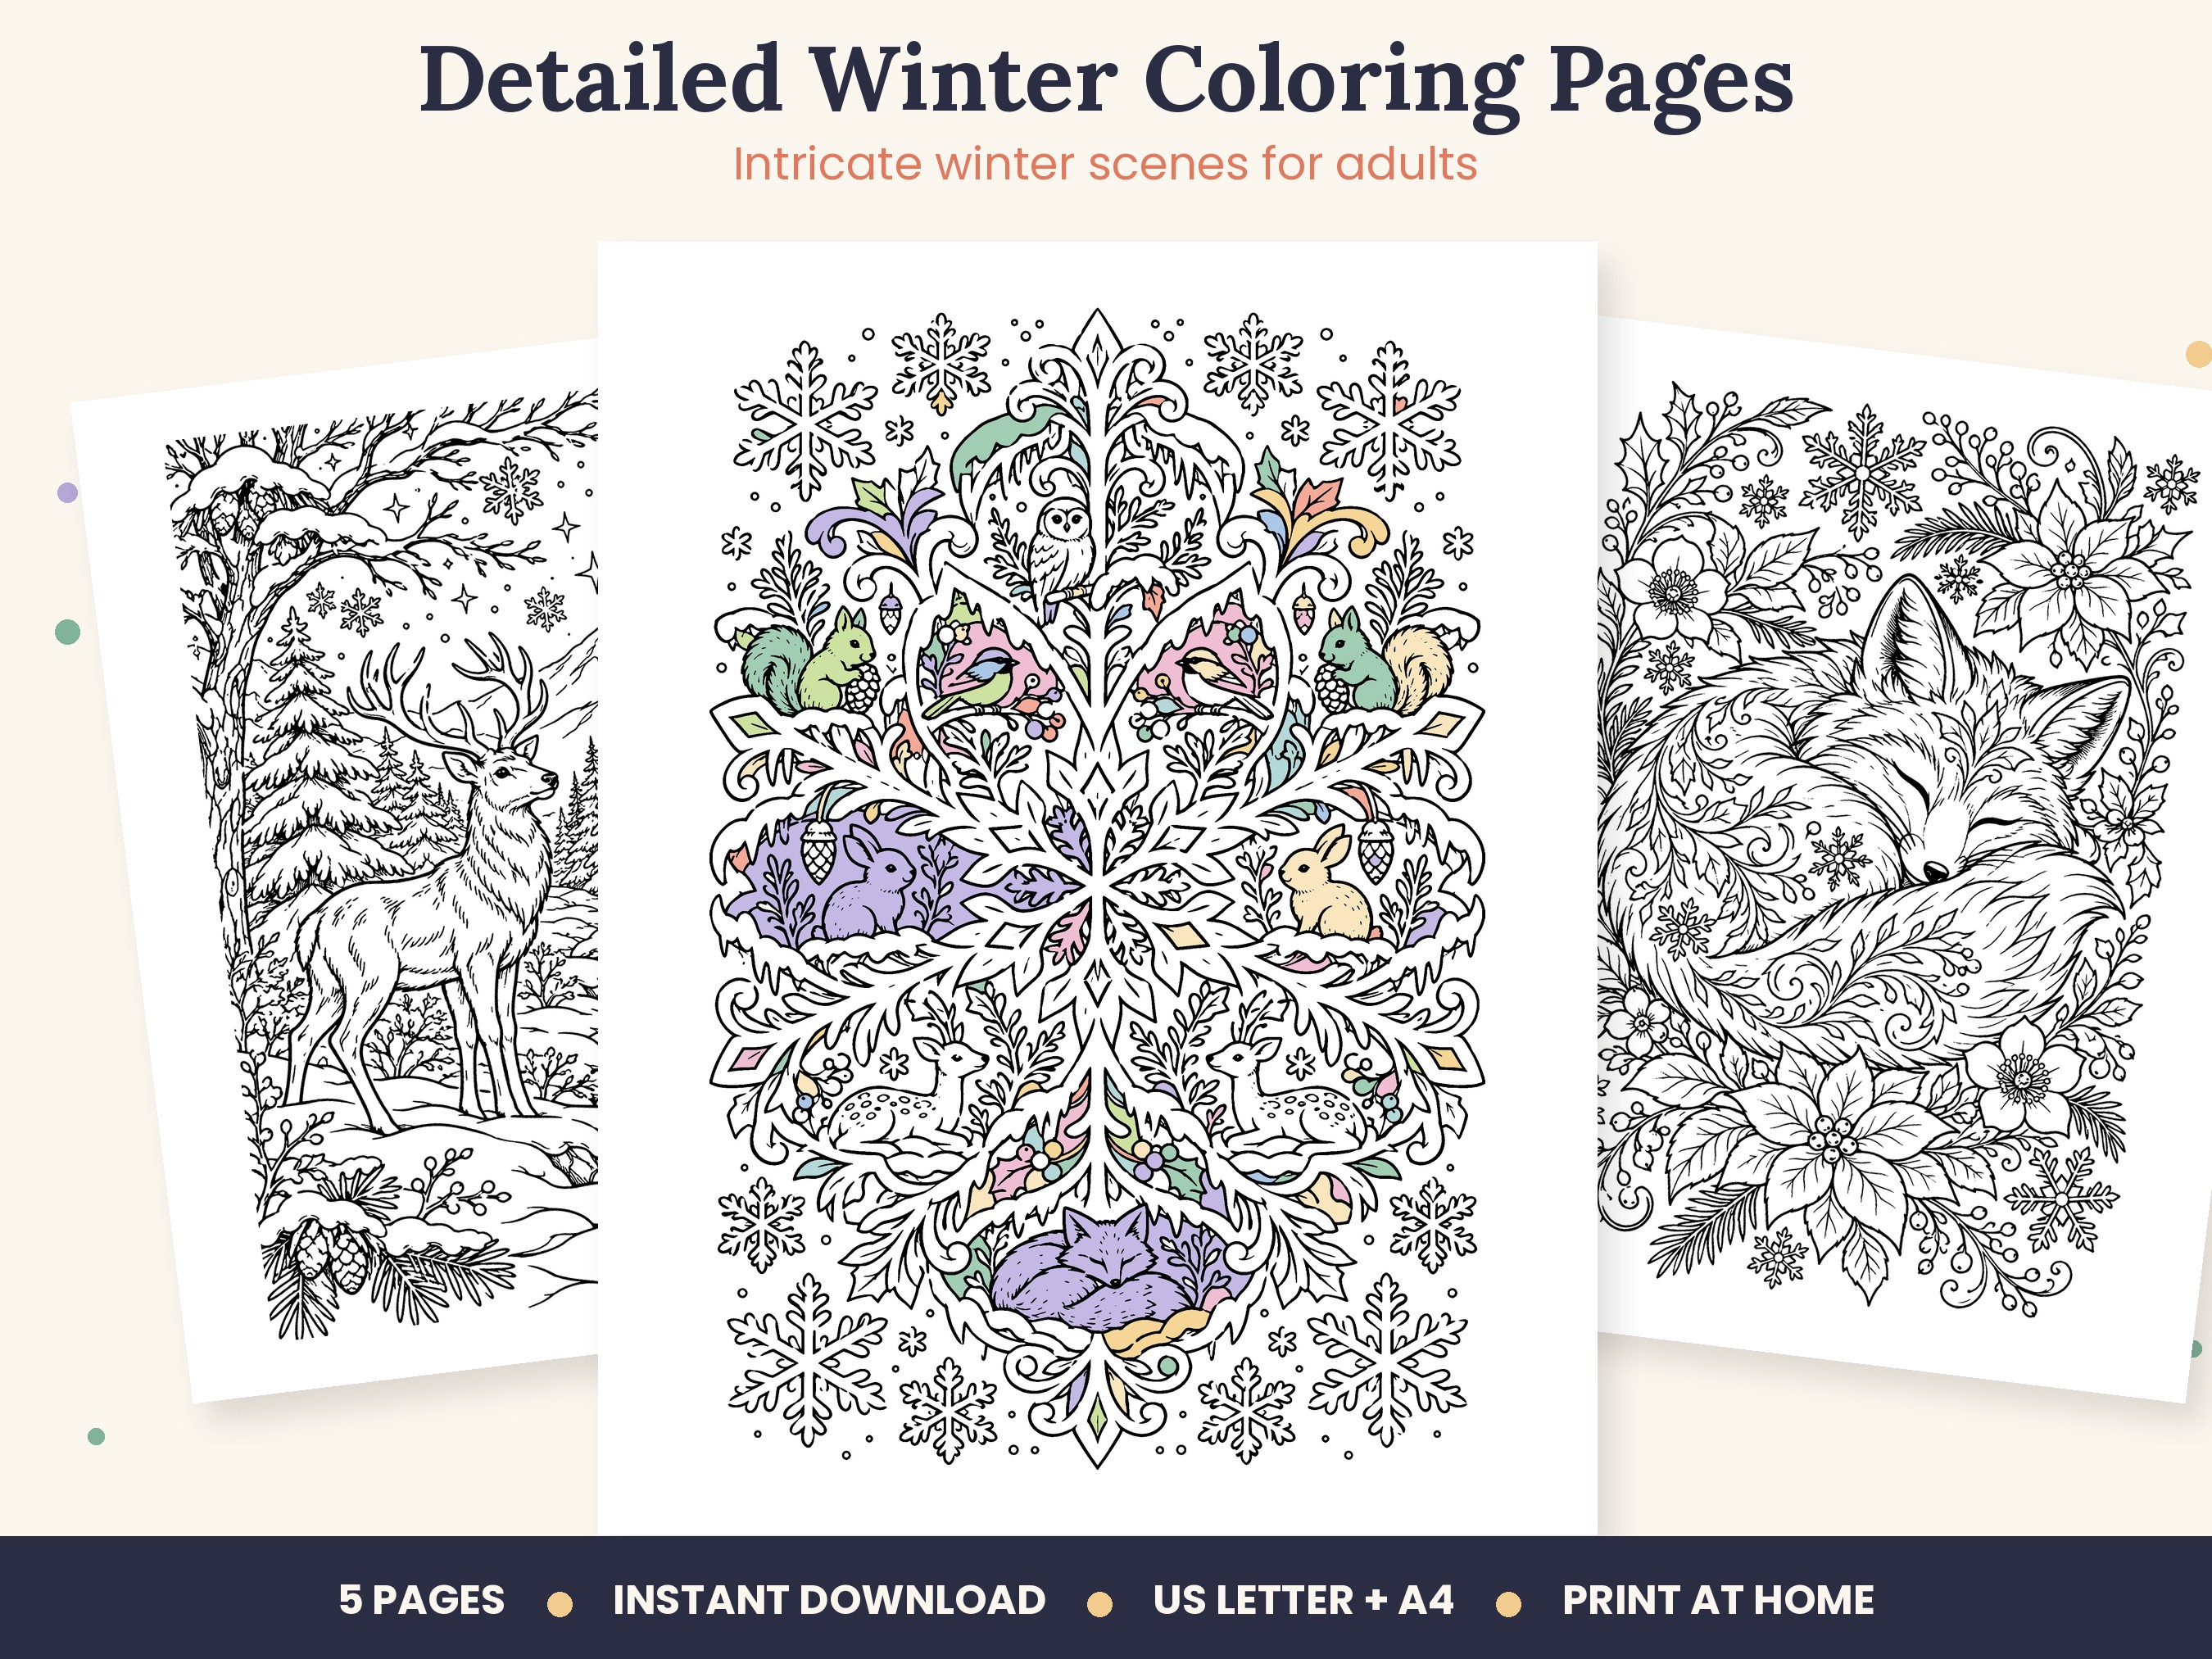 Detailed Winter Coloring Pages
Intricate winter scenes for adults
5 PAGES ● INSTANT DOWNLOAD ● US LETTER + A4 ● PRINT AT HOME